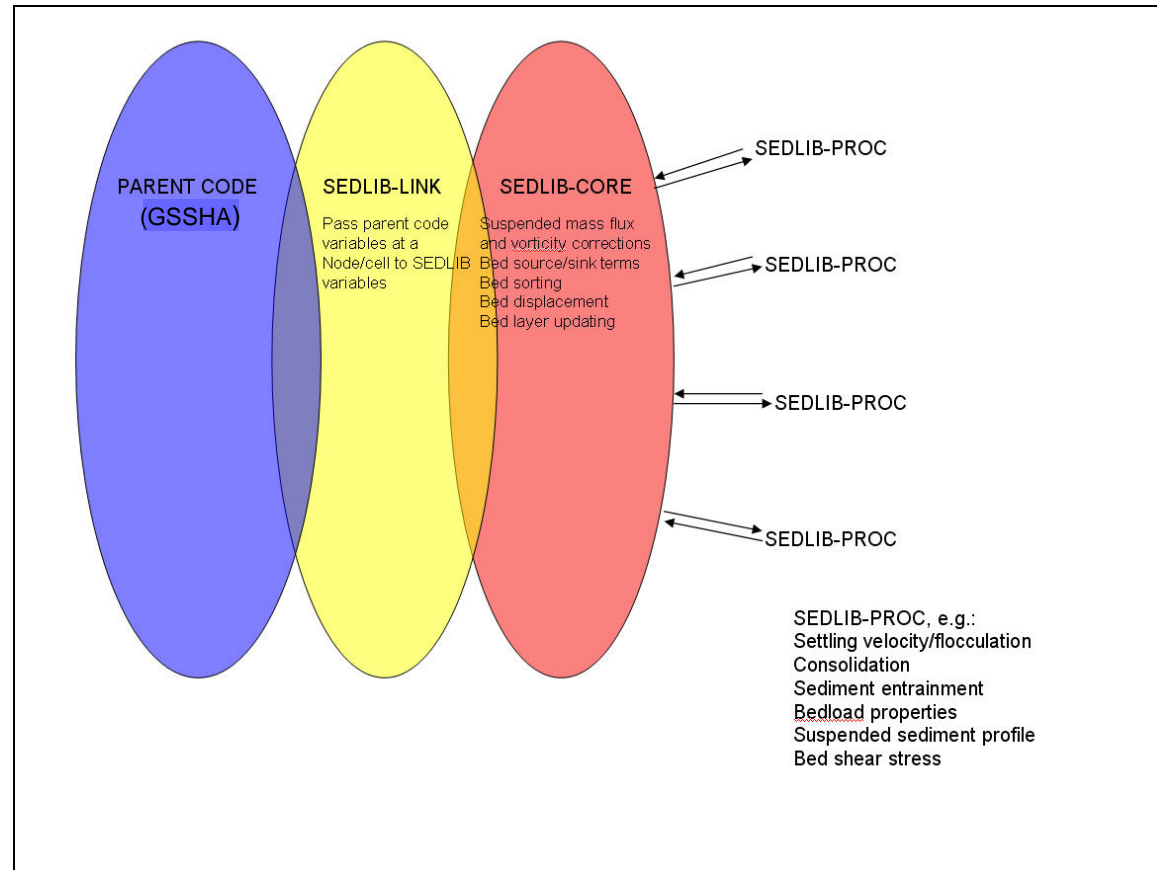 PARENT CODE
(GSSHA)
SEDLIB-LINK
Pass parent code
variables at a
Node/cell to SEDLIB
variables
SEDLIB-CORE
Suspended mass flux
and vorticity corrections
Bed source/sink terms
Bed sorting
Bed displacement
Bed layer updating
SEDLIB-PROC
SEDLIB-PROC
SEDLIB-PROC
SEDLIB-PROC
SEDLIB-PROC, e.g.:
Settling velocity/flocculation
Consolidation
Sediment entrainment
Bedload properties
Suspended sediment profile
Bed shear stress